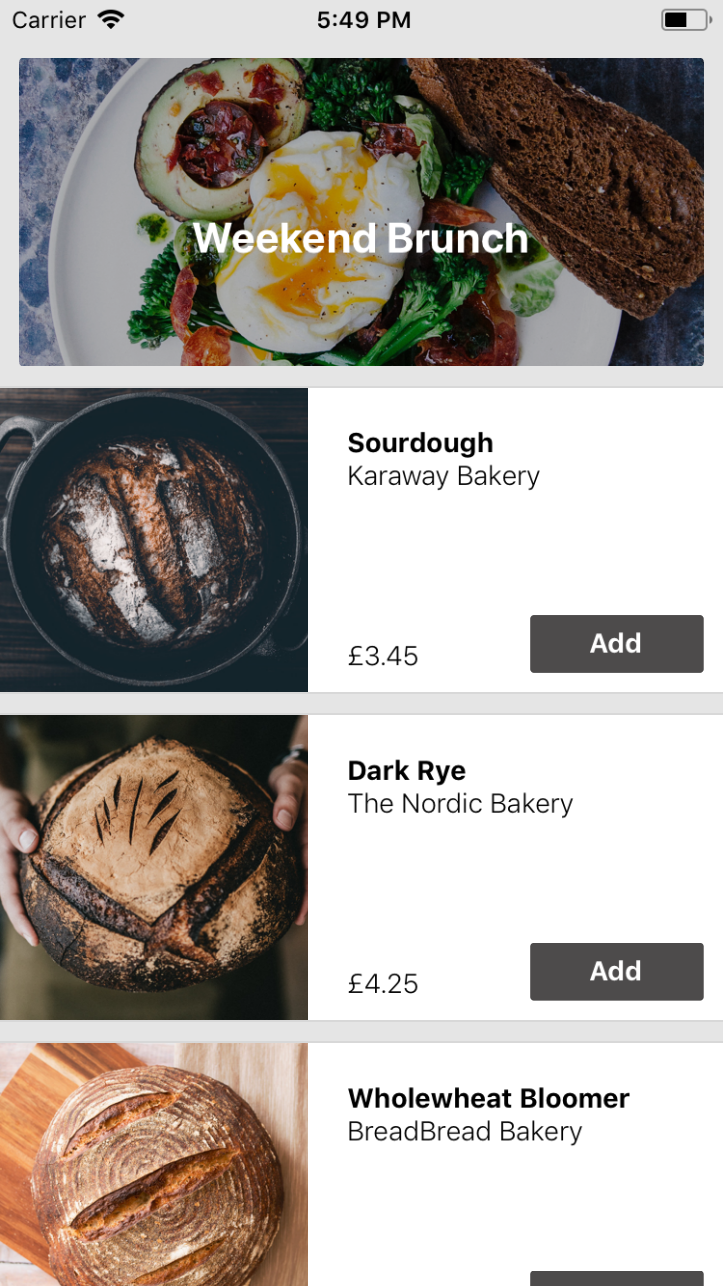 Carrier 5:49 PM
Weekend Brunch
Sourdough
Karaway Bakery
£3.45 Add
Dark Rye
The Nordic Bakery
£4.25 Add
Wholewheat Bloomer
BreadBread Bakery